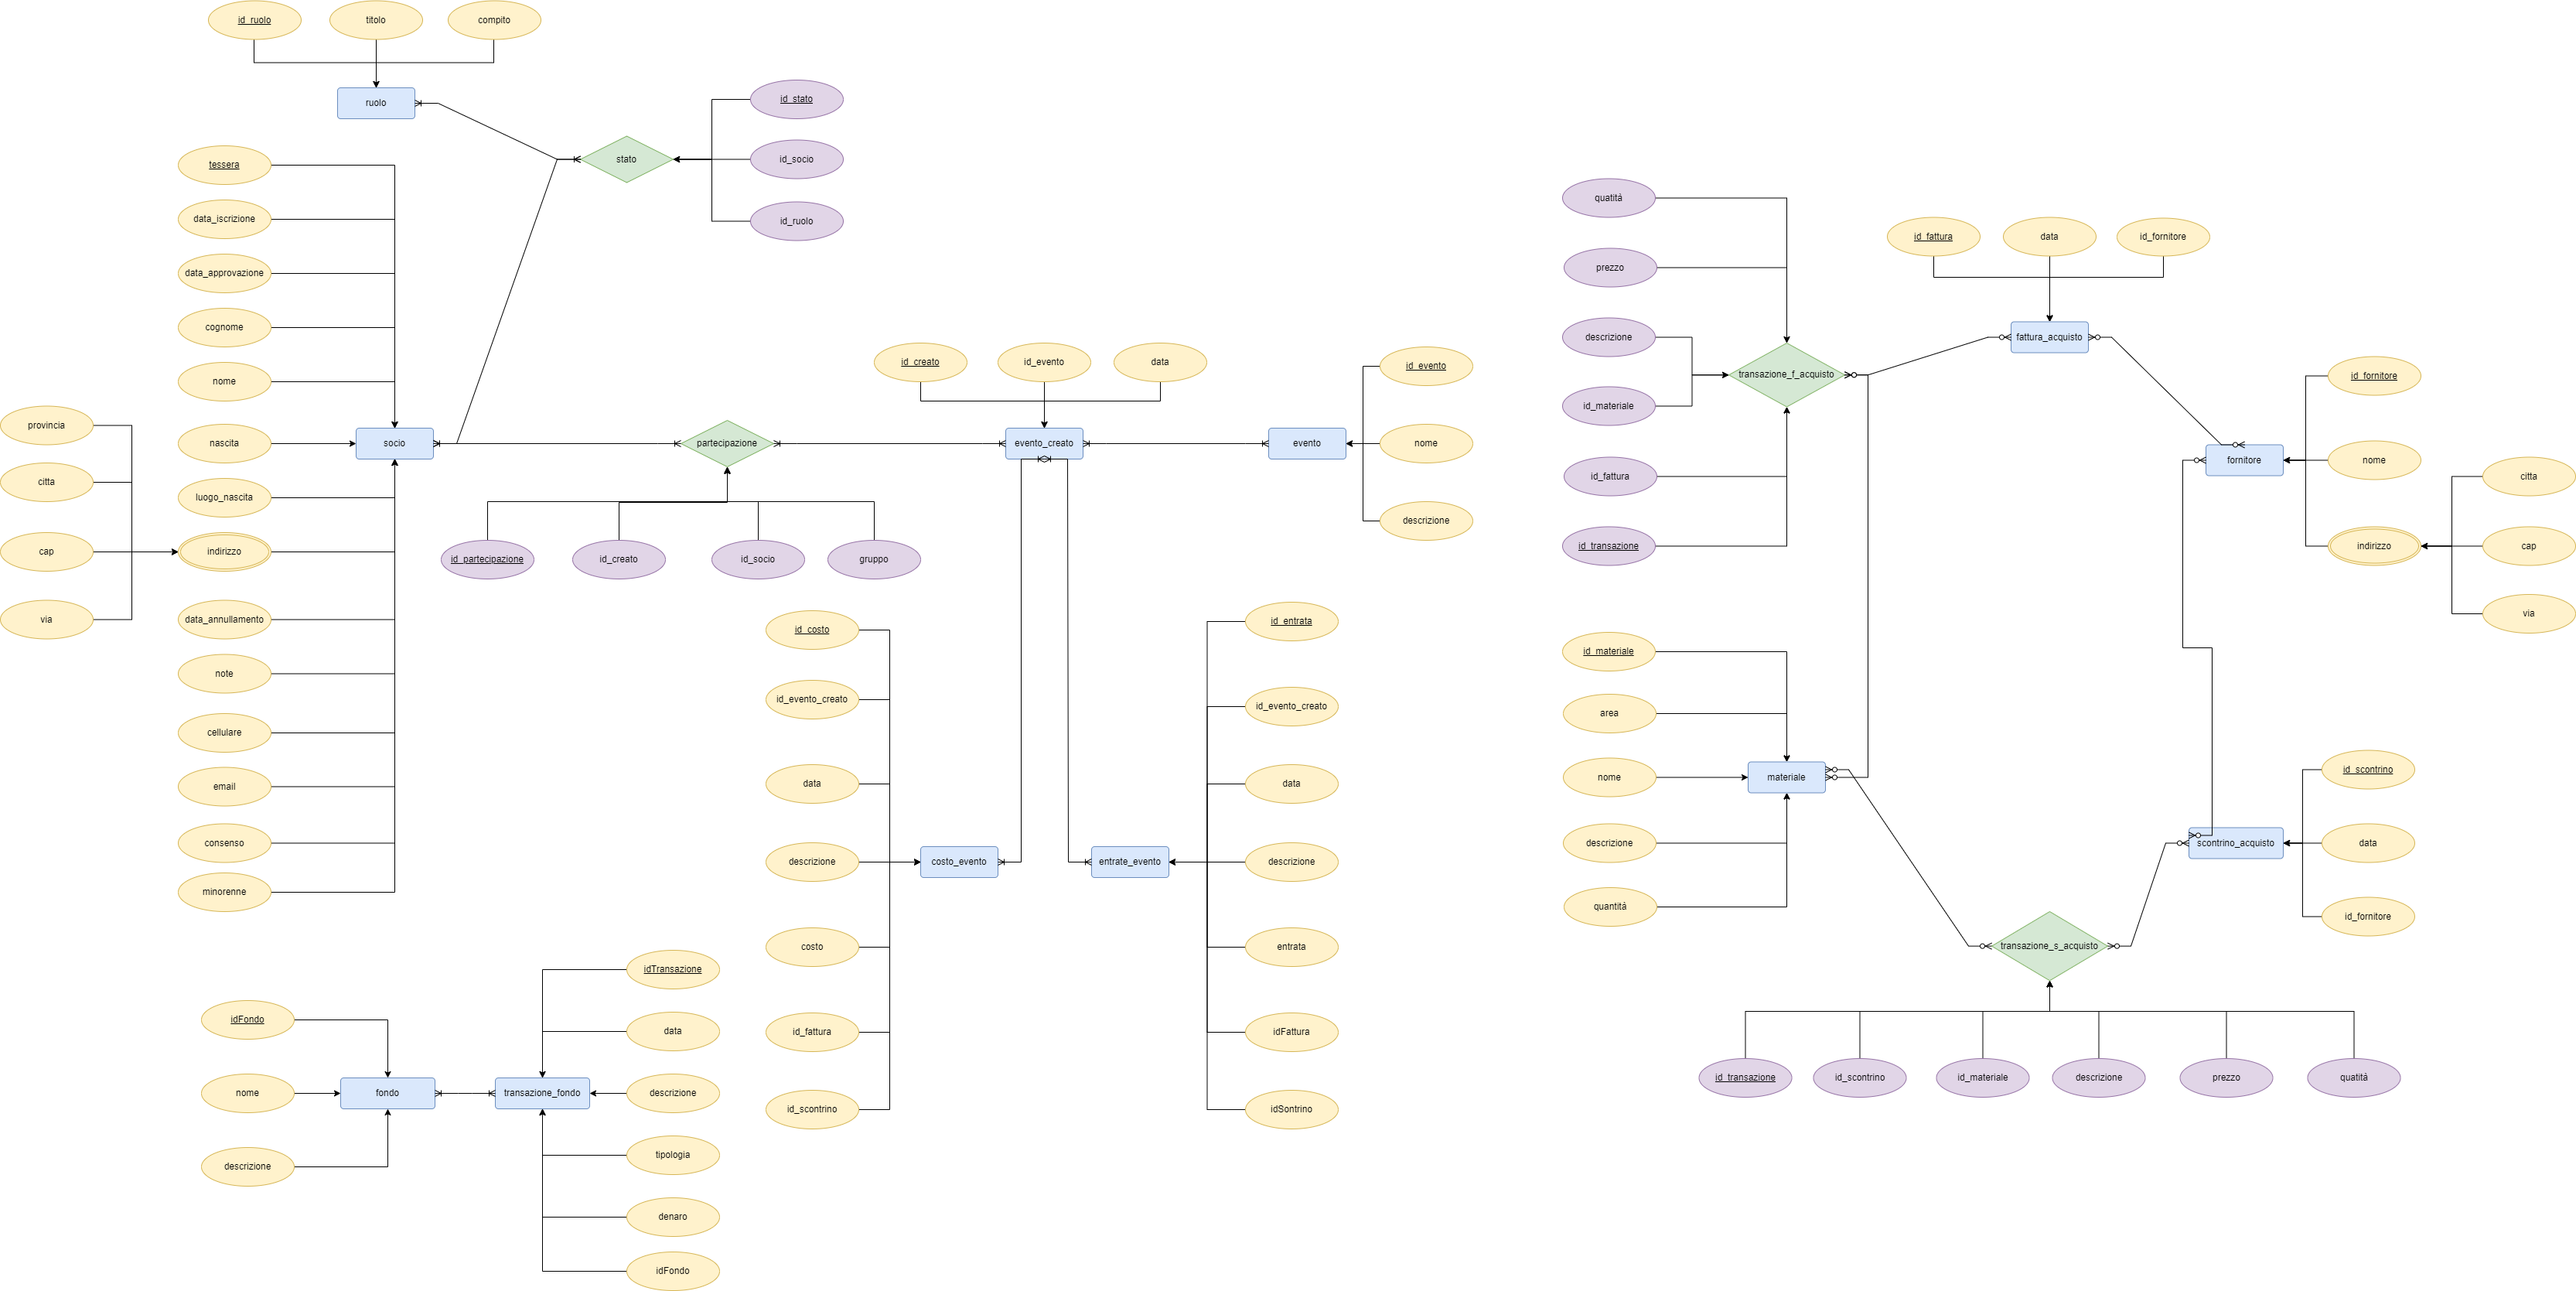 id_ruolo
titolo
compito
ruolo
id_stato
stato
id_socio
id_ruolo
tessera
data_iscrizione
data_approvazione
cognome
nome
nascita
luogo_nascita
indirizzo
data_annullamento
note
cellulare
email
consenso
minorenne
provincia
citta
cap
via
socio
partecipazione
id_partecipazione
id_creato
id_socio
gruppo
id_creato
id_evento
data
evento_creato
evento
id_evento
nome
descrizione
id_costo
id_evento_creato
data
descrizione
costo
id_fattura
id_scontrino
costo_evento
entrate_evento
id_entrata
id_evento_creato
data
descrizione
entrata
idFattura
idSontrino
idFondo
nome
descrizione
fondo
transazione_fondo
idTransazione
data
descrizione
tipologia
denaro
idFondo
quatitá
prezzo
descrizione
id_materiale
id_fattura
id_transazione
transazione_f_acquisto
id_fattura
data
id_fornitore
fattura_acquisto
fornitore
id_fornitore
nome
indirizzo
citta
cap
via
id_materiale
area
nome
descrizione
quantitá
materiale
scontrino_acquisto
id_scontrino
data
id_fornitore
transazione_s_acquisto
id_transazione
id_scontrino
id_materiale
descrizione
prezzo
quatitá